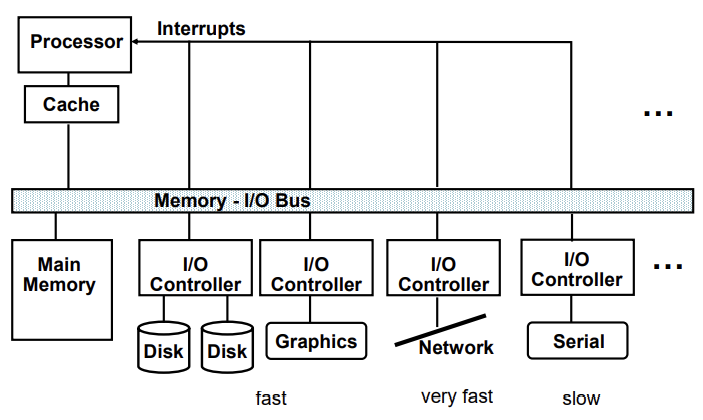 Interrupts
Processor
Cache
...
Memory - I/O Bus
Main
Memory
I/O
Controller
I/O
Controller
I/O
Controller
I/O
Controller
...
Disk
Disk
Graphics
Network
Serial
fast
very fast
slow